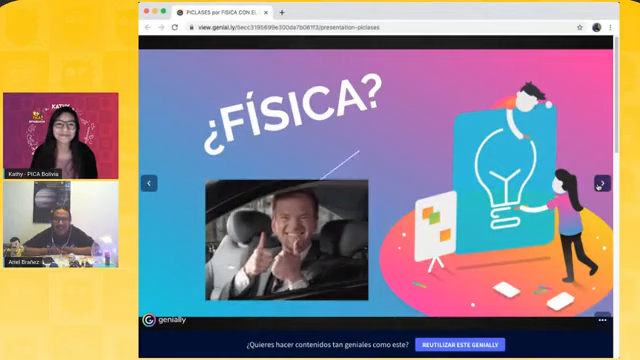 PICLASES por FISICA CON EL
view.genial.ly/5ecc3195699e300da7b061f3/presentation-piclases
¿FÍSICA?
KATHY
Kathy - PICA Bolivia
Ariel Brañez
genially
¿Quieres hacer contenidos tan geniales como este?
REUTILIZAR ESTE GENIALLY